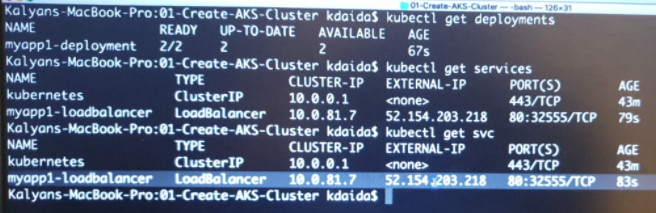 01-Create-AKS-Cluster — -bash — 126×31
Kalyans-MacBook-Pro:01-Create-AKS-Cluster kdaida$ kubectl get deployments
NAME READY UP-TO-DATE AVAILABLE AGE
myapp1-deployment 2/2 2 2 67s
Kalyans-MacBook-Pro:01-Create-AKS-Cluster kdaida$ kubectl get services
NAME TYPE CLUSTER-IP EXTERNAL-IP PORT(S) AGE
kubernetes ClusterIP 10.0.0.1 <none> 443/TCP 43m
myapp1-loadbalancer LoadBalancer 10.0.81.7 52.154.203.218 80:32555/TCP 79s
Kalyans-MacBook-Pro:01-Create-AKS-Cluster kdaida$ kubectl get svc
NAME TYPE CLUSTER-IP EXTERNAL-IP PORT(S) AGE
kubernetes ClusterIP 10.0.0.1 <none> 443/TCP 43m
myapp1-loadbalancer LoadBalancer 10.0.81.7 52.154.203.218 80:32555/TCP 83s
Kalyans-MacBook-Pro:01-Create-AKS-Cluster kdaida$